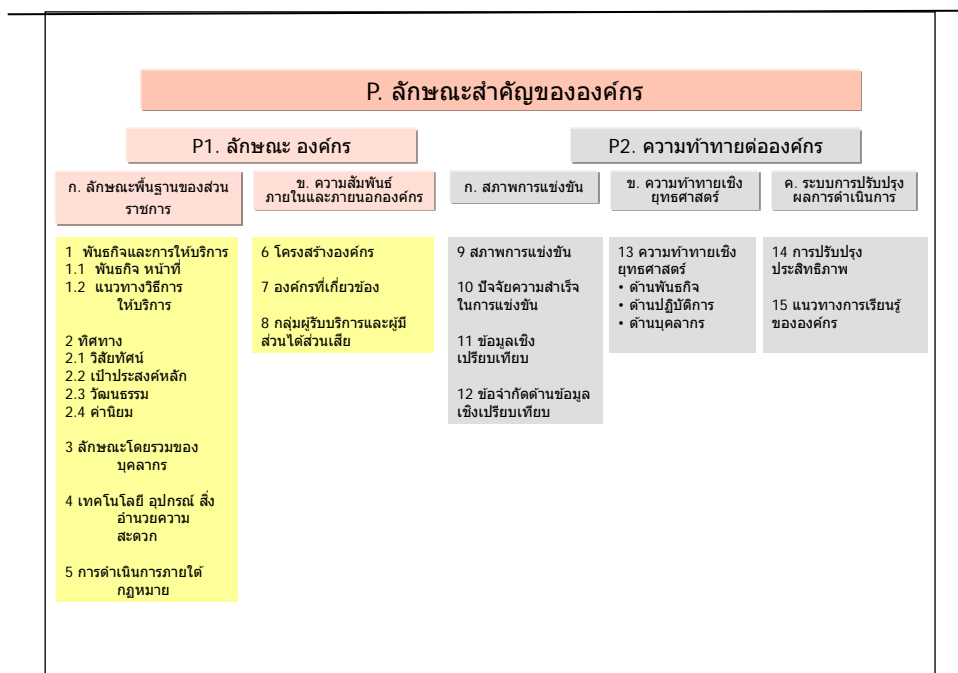 P. ลักษณะสำคัญขององค์กร
P1. ลักษณะ องค์กร
P2. ความท้าทายต่อองค์กร
ก. ลักษณะพื้นฐานของส่วน
ราชการ
ข. ความสัมพันธ์
ภายในและภายนอกองค์กร
ก. สภาพการแข่งขัน
ข. ความท้าทายเชิง
ยุทธศาสตร์
ค. ระบบการปรับปรุง
ผลการดำเนินการ
1 พันธกิจและการให้บริการ
1.1 พันธกิจ หน้าที่
1.2 แนวทางวิธีการ
ให้บริการ
2 ทิศทาง
2.1 วิสัยทัศน์
2.2 เป้าประสงค์หลัก
2.3 วัฒนธรรม
2.4 ค่านิยม
3 ลักษณะโดยรวมของ
บุคลากร
4 เทคโนโลยี อุปกรณ์ สิ่ง
อำนวยความ
สะดวก
5 การดำเนินการภายใต้
กฎหมาย
6 โครงสร้างองค์กร
7 องค์กรที่เกี่ยวข้อง
8 กลุ่มผู้รับบริการและผู้มี
ส่วนได้ส่วนเสีย
9 สภาพการแข่งขัน
10 ปัจจัยความสำเร็จ
ในการแข่งขัน
11 ข้อมูลเชิง
เปรียบเทียบ
12 ข้อจำกัดด้านข้อมูล
เชิงเปรียบเทียบ
13 ความท้าทายเชิง
ยุทธศาสตร์
• ด้านพันธกิจ
• ด้านปฏิบัติการ
• ด้านบุคลากร
14 การปรับปรุง
ประสิทธิภาพ
15 แนวทางการเรียนรู้
ขององค์กร